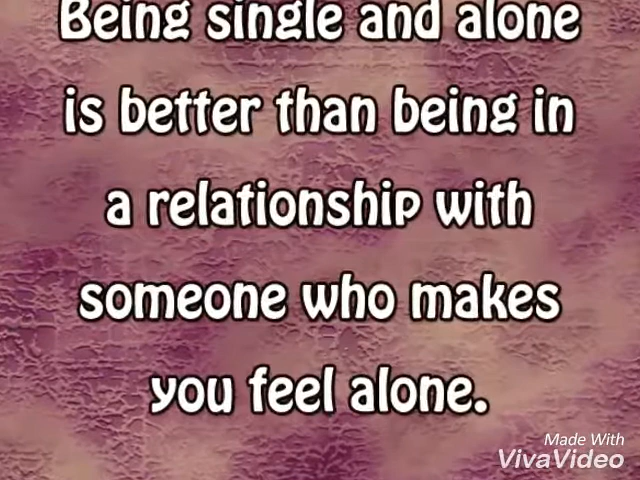 Being single and alone
is better than being in
a relationship with
someone who makes
you feel alone.
Made With
VivaVideo